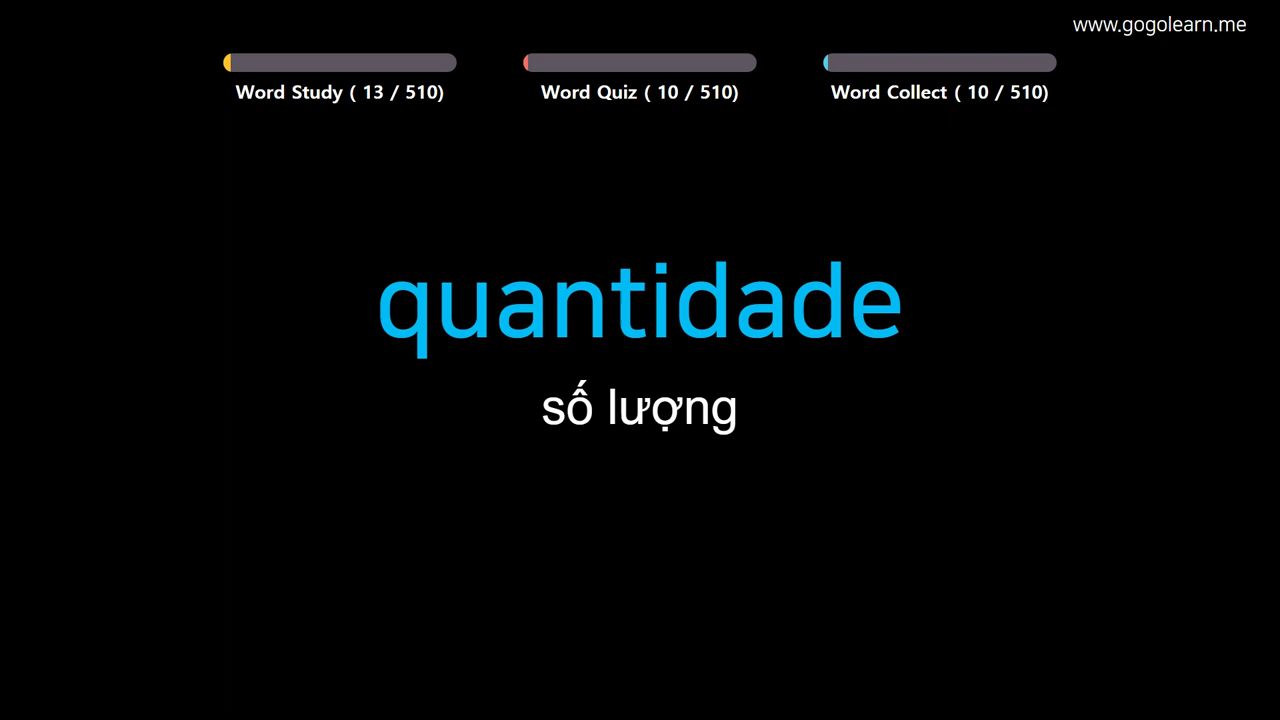 www.gogolearn.me
Word Study ( 13 / 510)
Word Quiz ( 10 / 510)
Word Collect ( 10 / 510)
quantidade
số lượng